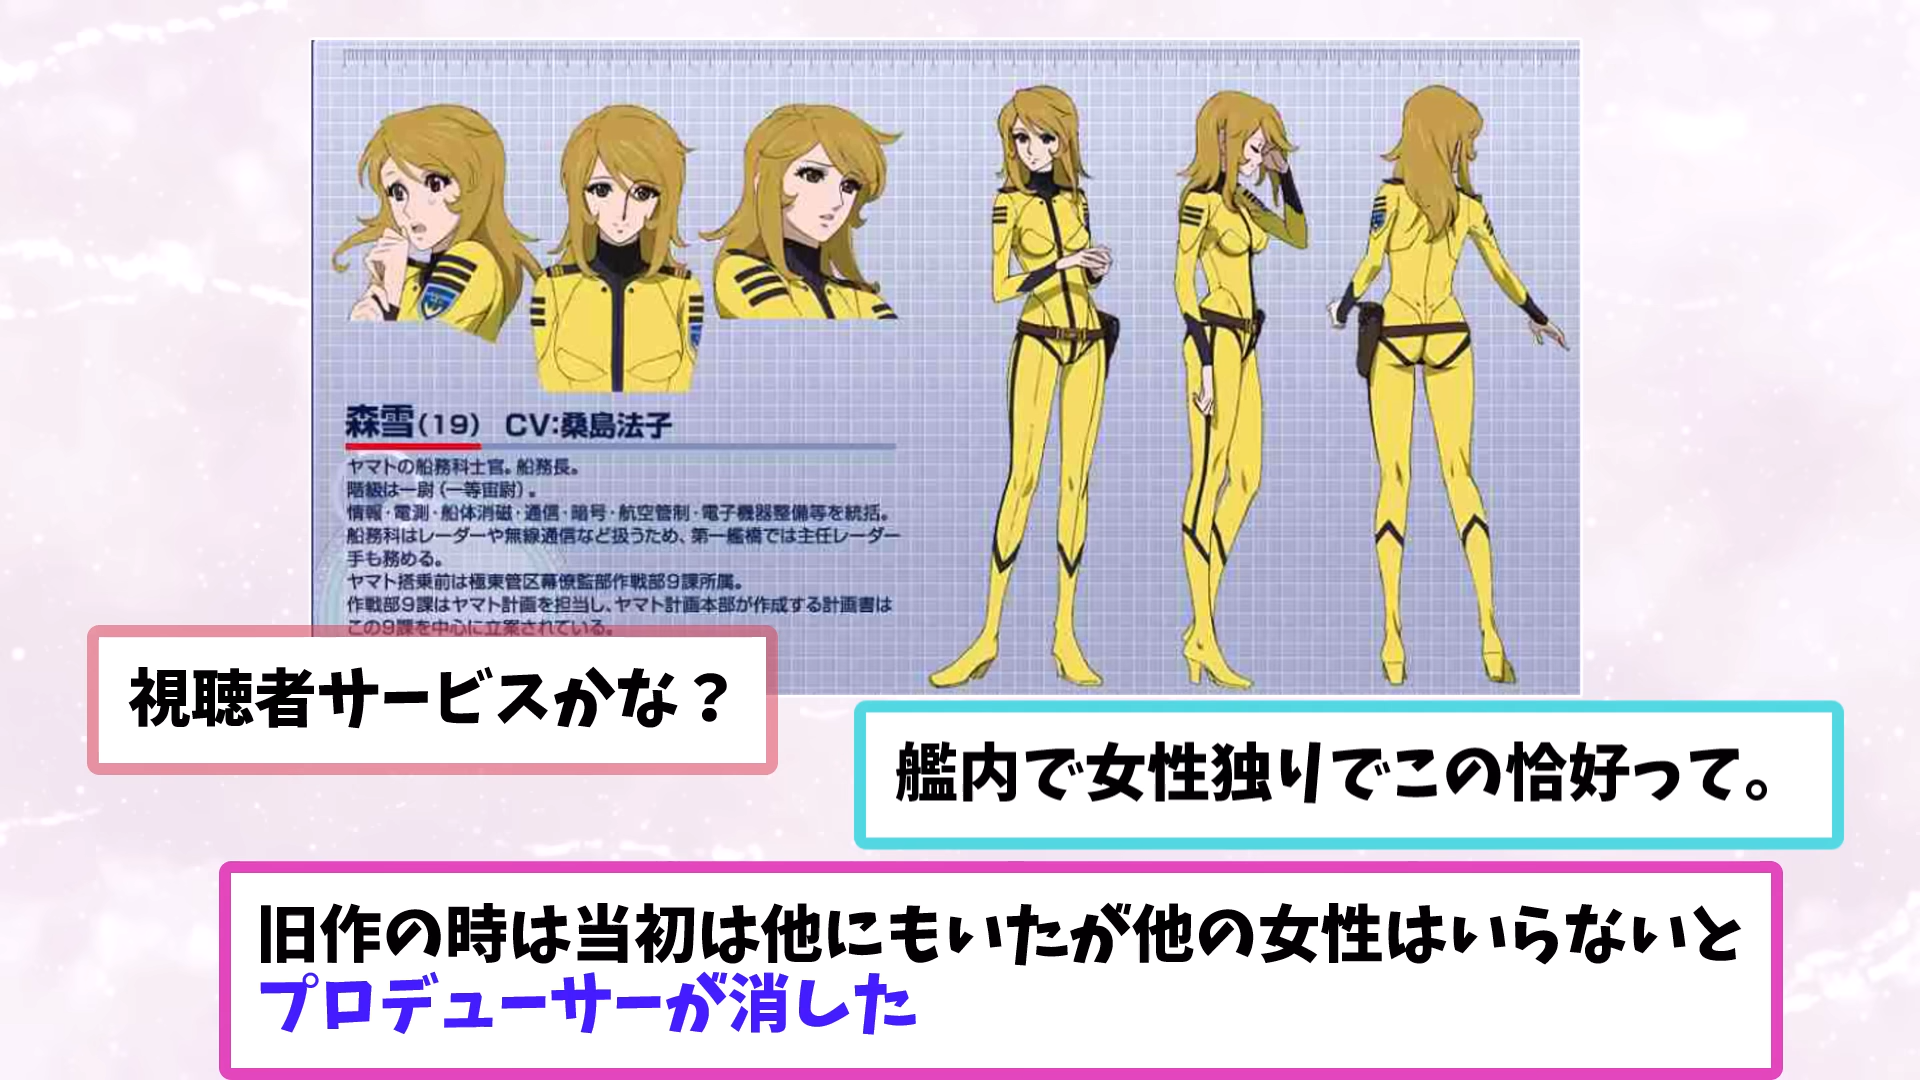 森雪(19) CV:桑島法子
ヤマトの船務科士官。船務長。
階級は一尉(一等宙尉)。
情報・電測・船体消磁・通信・暗号・航空管制・電子機器整備等を統括。
船務科はレーダーや無線通信など扱うため、第一艦橋では主任レーダー
手も務める。
ヤマト搭乗前は極東管区幕僚監部作戦部9課所属。
作戦部9課はヤマト計画を担当し、ヤマト計画本部が作成する計画書は
この9課を中心に立案されている。
視聴者サービスかな？
艦内で女性独りでこの恰好って。
旧作の時は当初は他にもいたが他の女性はいらないと
プロデューサーが消した